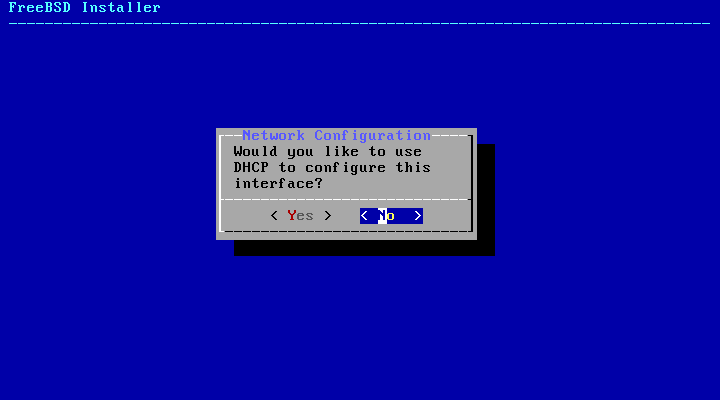 FreeBSD Installer
Network Configuration
Would you like to use
DHCP to configure this
interface?
< Yes > < No >